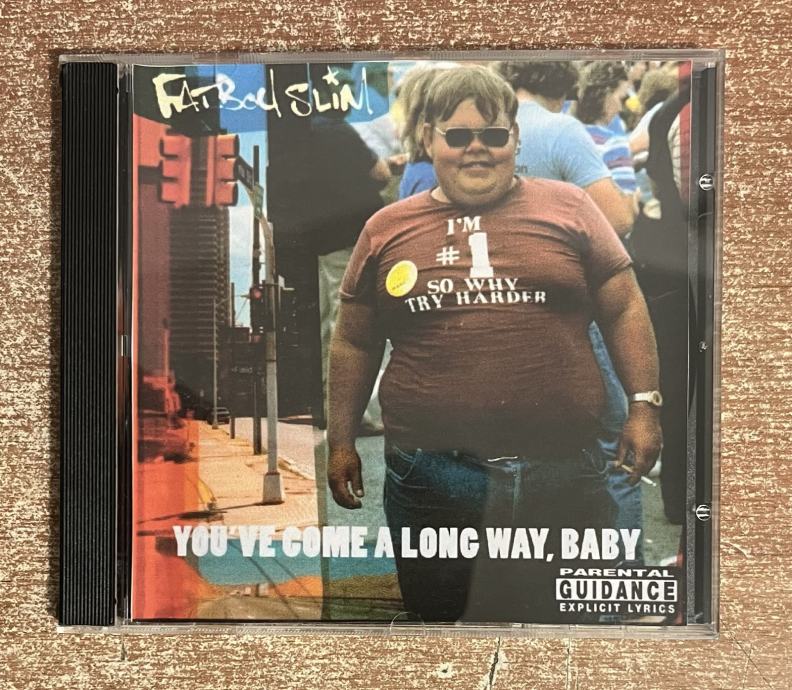 FATBOY SLIM
I'M
#1
SO WHY
TRY HARDER
YOU'VE COME A LONG WAY, BABY
PARENTAL
GUIDANCE
EXPLICIT LYRICS